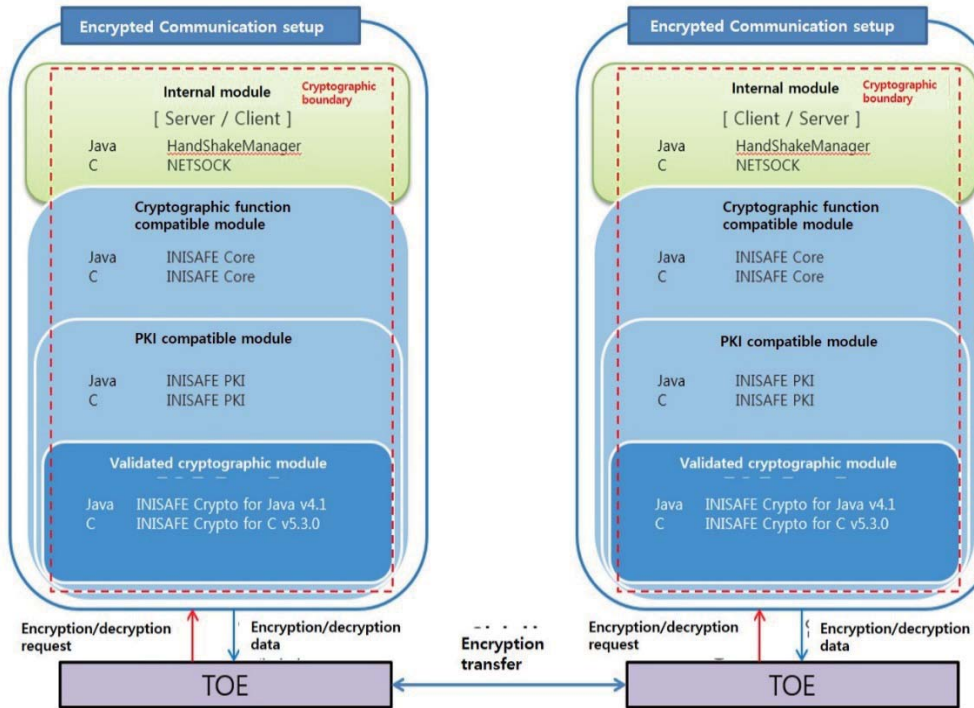 Encrypted Communication setup
Internal module
Cryptographic
boundary
[ Server / Client ]
Java HandShakeManager
C NETSOCK
Cryptographic function
compatible module
Java INISAFE Core
C INISAFE Core
PKI compatible module
Java INISAFE PKI
C INISAFE PKI
Validated cryptographic module
Java INISAFE Crypto for Java v4.1
C INISAFE Crypto for C v5.3.0
Encryption/decryption
request
Encryption/decryption
data
TOE
Encryption
transfer
Encrypted Communication setup
Internal module
Cryptographic
boundary
[ Client / Server ]
Java HandShakeManager
C NETSOCK
Cryptographic function
compatible module
Java INISAFE Core
C INISAFE Core
PKI compatible module
Java INISAFE PKI
C INISAFE PKI
Validated cryptographic module
Java INISAFE Crypto for Java v4.1
C INISAFE Crypto for C v5.3.0
Encryption/decryption
request
Encryption/decryption
data
TOE